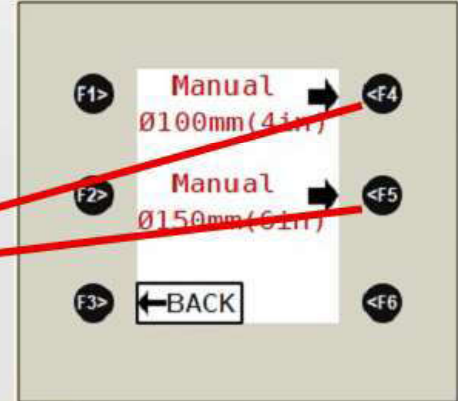 F1>
Manual
<F4
Ø100mm(4in)
F2>
Manual
<F5
Ø150mm(6in)
F3>
←BACK
<F6